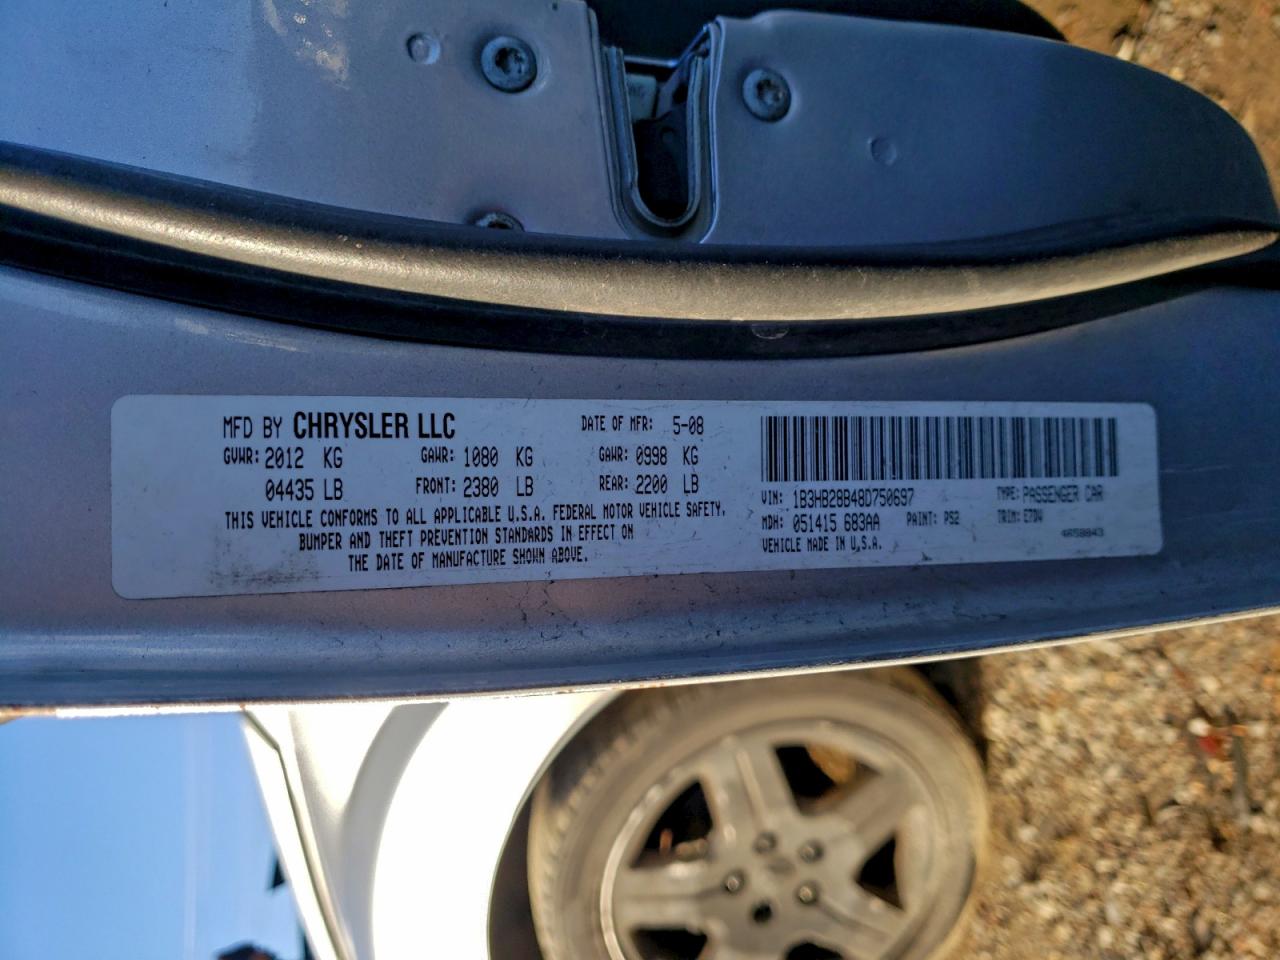 MFD BY CHRYSLER LLC DATE OF MFR: 5-08
GVWR: 2012 KG GAWR: 1080 KG GAWR: 0998 KG
04435 LB FRONT: 2380 LB REAR: 2200 LB
THIS VEHICLE CONFORMS TO ALL APPLICABLE U.S.A. FEDERAL MOTOR VEHICLE SAFETY,
BUMPER AND THEFT PREVENTION STANDARDS IN EFFECT ON
THE DATE OF MANUFACTURE SHOWN ABOVE.
VIN: 1B3HB28B48D750697 TYPE: PASSENGER CAR
MDH: 051415 683AA PAINT: PS2 TRIM: E7DV
VEHICLE MADE IN U.S.A. 4658843